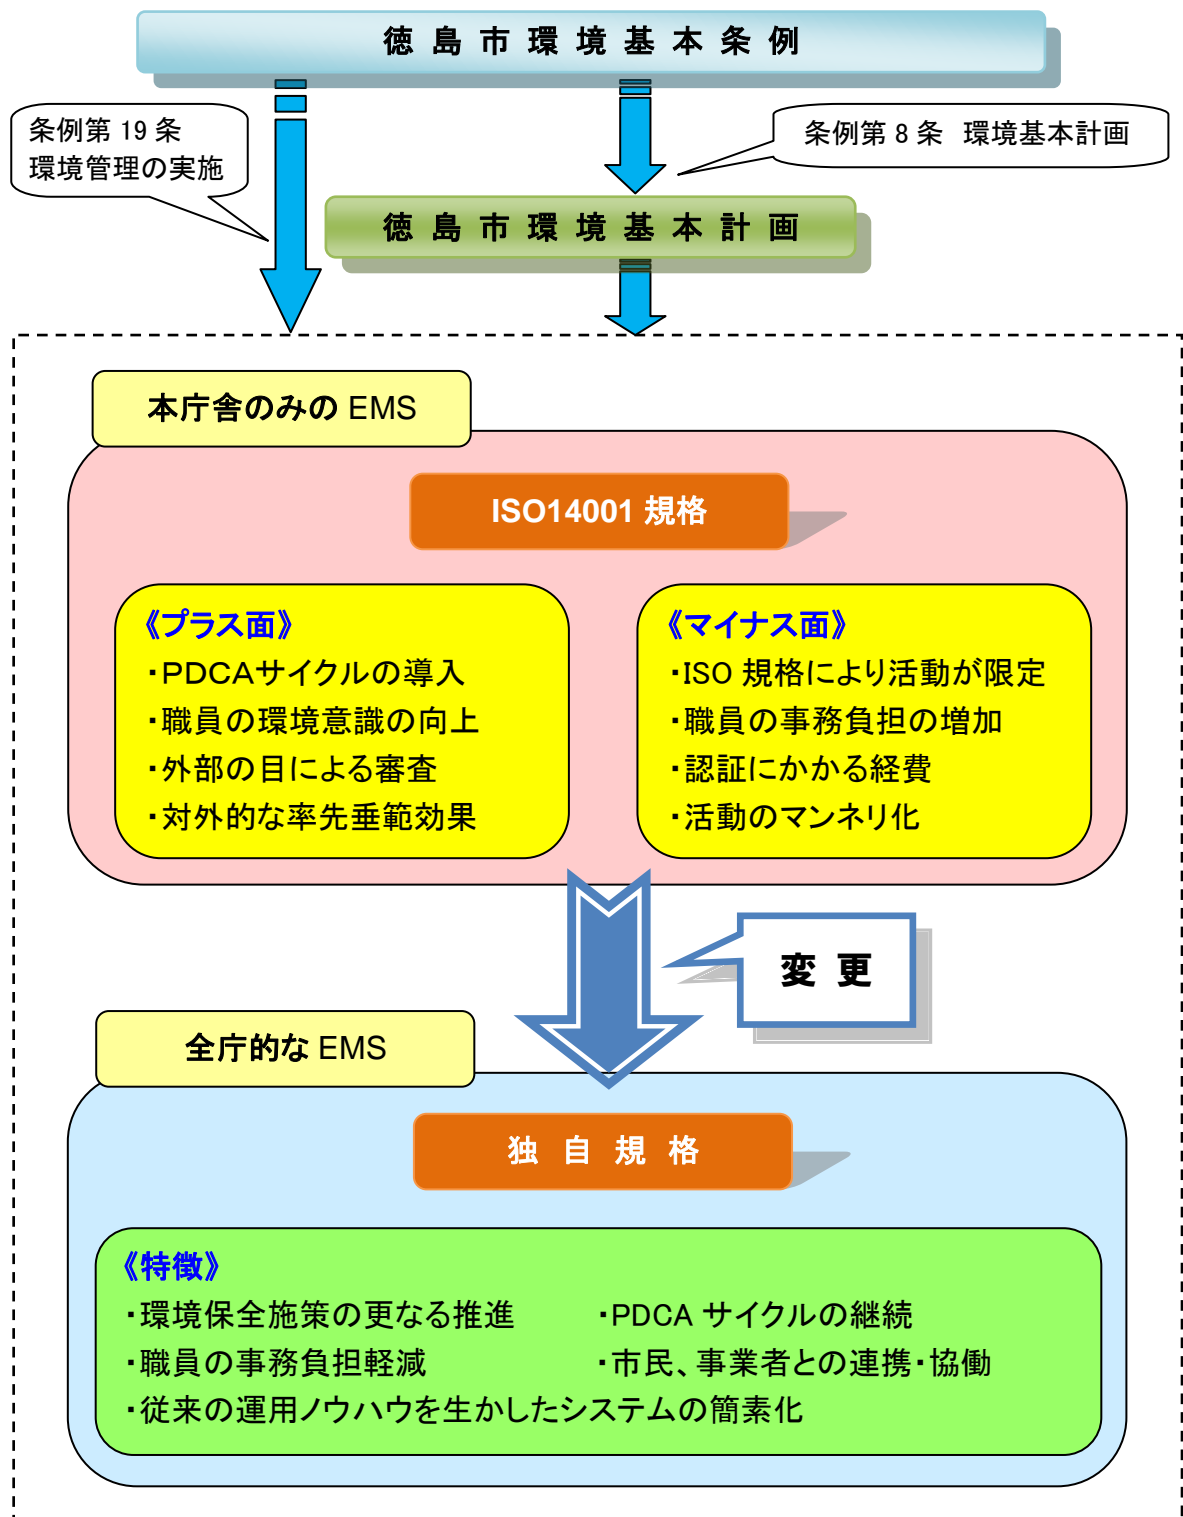 徳島市環境基本条例
条例第 19 条
環境管理の実施
条例第 8 条 環境基本計画
徳島市環境基本計画
本庁舎のみの EMS
ISO14001 規格
《プラス面》
・PDCAサイクルの導入
・職員の環境意識の向上
・外部の目による審査
・対外的な率先垂範効果
《マイナス面》
・ISO 規格により活動が限定
・職員の事務負担の増加
・認証にかかる経費
・活動のマンネリ化
変 更
全庁的な EMS
独 自 規 格
《特徴》
・環境保全施策の更なる推進 ・PDCA サイクルの継続
・職員の事務負担軽減 ・市民、事業者との連携・協働
・従来の運用ノウハウを生かしたシステムの簡素化